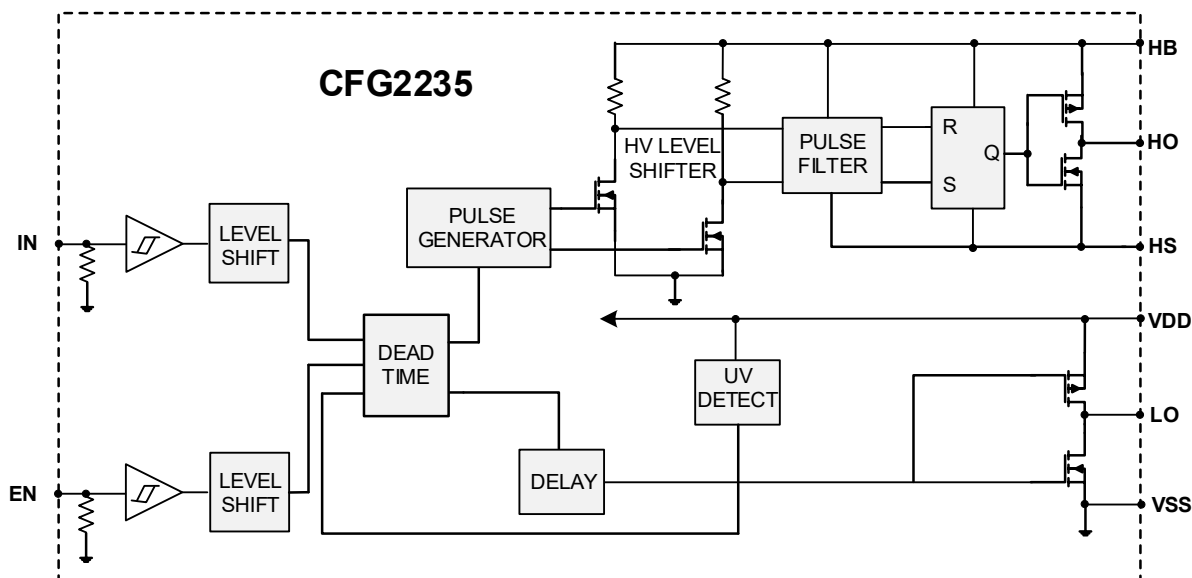 CFG2235
HB
HO
HS
HV LEVEL
SHIFTER
PULSE
FILTER
R
S
Q
PULSE
GENERATOR
IN
LEVEL
SHIFT
DEAD
TIME
VDD
UV
DETECT
LO
EN
LEVEL
SHIFT
DELAY
VSS